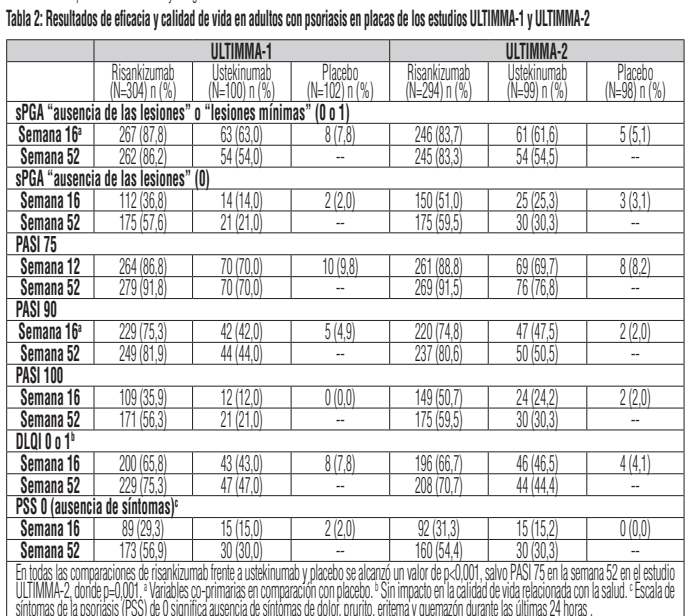 Tabla 2: Resultados de eficacia y calidad de vida en adultos con psoriasis en placas de los estudios ULTIMMA-1 y ULTIMMA-2
ULTIMMA-1 ULTIMMA-2
Risankizumab Ustekinumab Placebo Risankizumab Ustekinumab Placebo
(N=304) n (%) (N=100) n (%) (N=102) n (%) (N=294) n (%) (N=99) n (%) (N=98) n (%)
sPGA “ausencia de las lesiones” o “lesiones mínimas” (0 o 1)
Semana 16ª 267 (87,8) 63 (63,0) 8 (7,8) 246 (83,7) 61 (61,6) 5 (5,1)
Semana 52 262 (86,2) 54 (54,0) -- 245 (83,3) 54 (54,5) --
sPGA “ausencia de las lesiones” (0)
Semana 16 112 (36,8) 14 (14,0) 2 (2,0) 150 (51,0) 25 (25,3) 3 (3,1)
Semana 52 175 (57,6) 21 (21,0) -- 175 (59,5) 30 (30,3) --
PASI 75
Semana 12 264 (86,8) 70 (70,0) 10 (9,8) 261 (88,8) 69 (69,7) 8 (8,2)
Semana 52 279 (91,8) 70 (70,0) -- 269 (91,5) 76 (76,8) --
PASI 90
Semana 16ª 229 (75,3) 42 (42,0) 5 (4,9) 220 (74,8) 47 (47,5) 2 (2,0)
Semana 52 249 (81,9) 44 (44,0) -- 237 (80,6) 50 (50,5) --
PASI 100
Semana 16 109 (35,9) 12 (12,0) 0 (0,0) 149 (50,7) 24 (24,2) 2 (2,0)
Semana 52 171 (56,3) 21 (21,0) -- 175 (59,5) 30 (30,3) --
DLQI 0 o 1ᵇ
Semana 16 200 (65,8) 43 (43,0) 8 (7,8) 196 (66,7) 46 (46,5) 4 (4,1)
Semana 52 229 (75,3) 47 (47,0) -- 208 (70,7) 44 (44,4) --
PSS 0 (ausencia de síntomas)ᶜ
Semana 16 89 (29,3) 15 (15,0) 2 (2,0) 92 (31,3) 15 (15,2) 0 (0,0)
Semana 52 173 (56,9) 30 (30,0) -- 160 (54,4) 30 (30,3) --
En todas las comparaciones de risankizumab frente a ustekinumab y placebo se alcanzó un valor de p<0,001, salvo PASI 75 en la semana 52 en el estudio
ULTIMMA-2, donde p=0,001. ª Variables co-primarias en comparación con placebo. ᵇ Sin impacto en la calidad de vida relacionada con la salud. ᶜ Escala de
síntomas de la psoriasis (PSS) de 0 significa ausencia de síntomas de dolor, prurito, eritema y quemazón durante las últimas 24 horas .